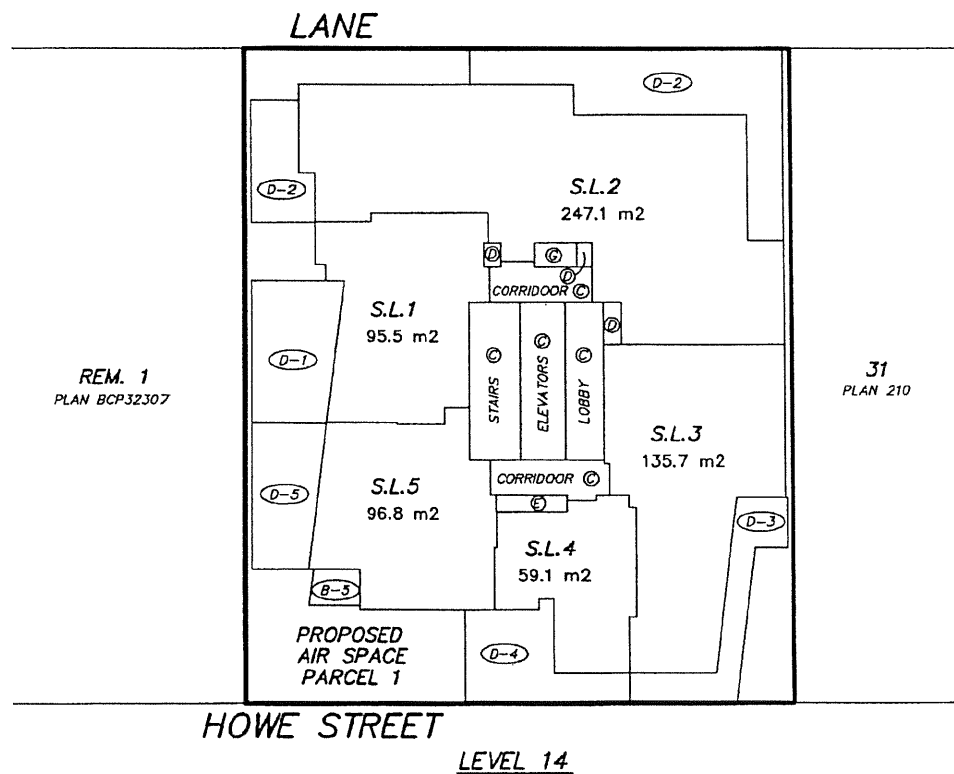 LANE
D-2
D-2
S.L.2
247.1 m2
D
G
D
CORRIDOOR C
S.L.1
95.5 m2
D
D-1
STAIRS C
ELEVATORS C
LOBBY C
REM. 1
PLAN BCP32307
31
PLAN 210
S.L.3
135.7 m2
CORRIDOOR C
S.L.5
96.8 m2
D-5
E
D-3
S.L.4
59.1 m2
B-5
PROPOSED
AIR SPACE
PARCEL 1
D-4
HOWE STREET
LEVEL 14